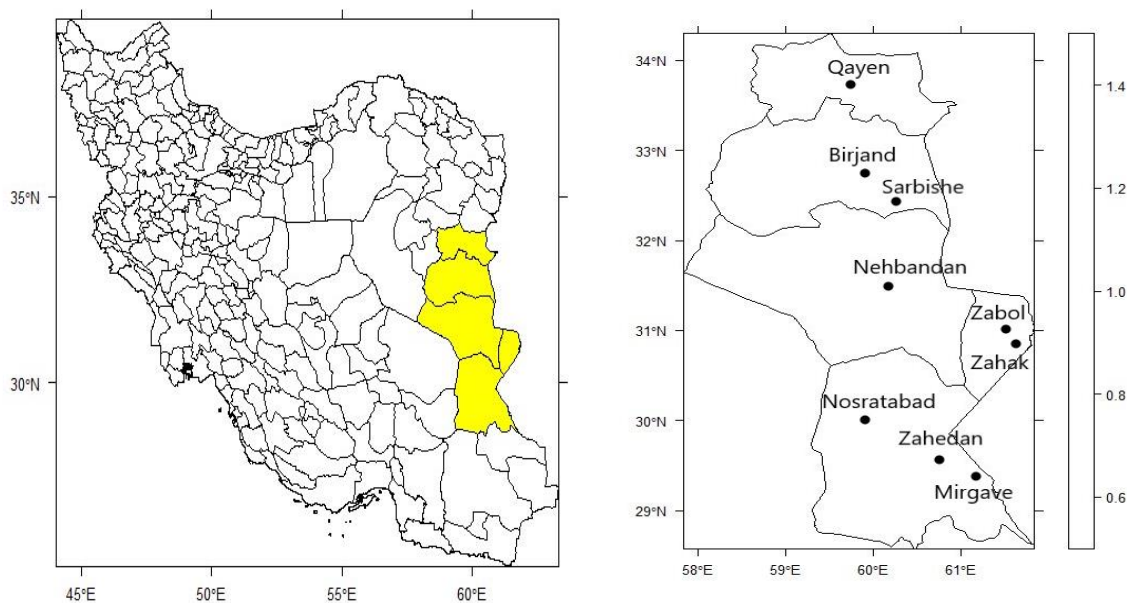 35°N
30°N
45°E
50°E
55°E
60°E
34°N
33°N
32°N
31°N
30°N
29°N
Qayen
Birjand
Sarbishe
Nehbandan
Zabol
Zahak
Nosratabad
Zahedan
Mirgave
58°E
59°E
60°E
61°E
1.4
1.2
1.0
0.8
0.6